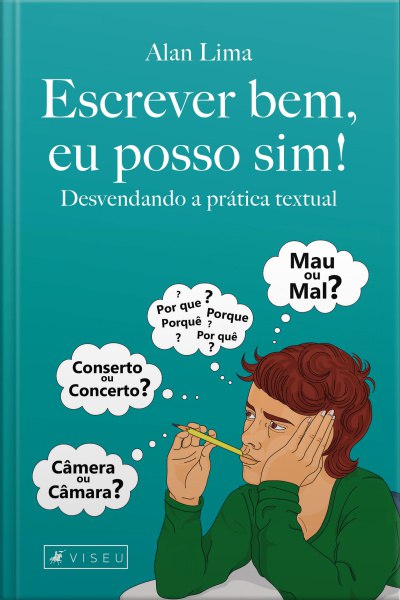 Alan Lima
Escrever bem,
eu posso sim!
Desvendando a prática textual
Mau
ou
Mal?
? ?
Por que
Porque
Porquê ?
? Por quê
?
Conserto
ou
Concerto?
Câmera
ou
Câmara?
VISEU